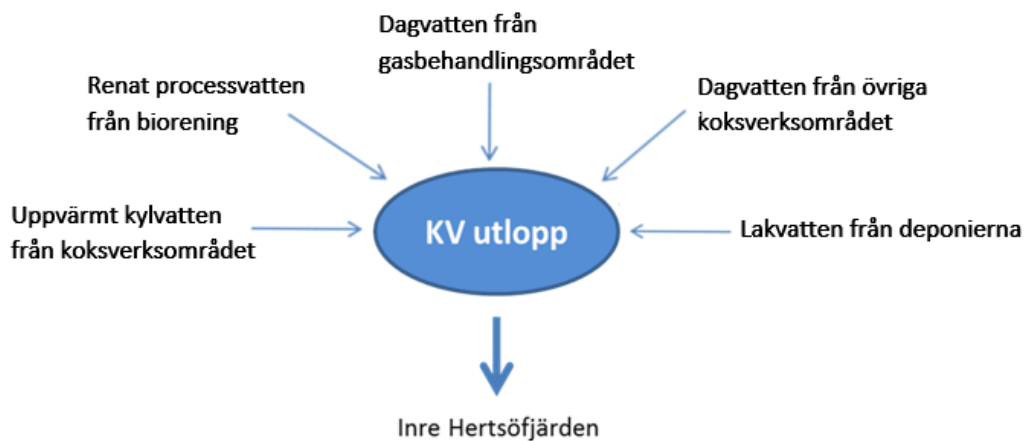 Dagvatten från
gasbehandlingsområdet
Renat processvatten
från biorening
Dagvatten från övriga
koksverksområdet
Uppvärmt kylvatten
från koksverksområdet
KV utlopp
Lakvatten från deponierna
Inre Hertsöfjärden